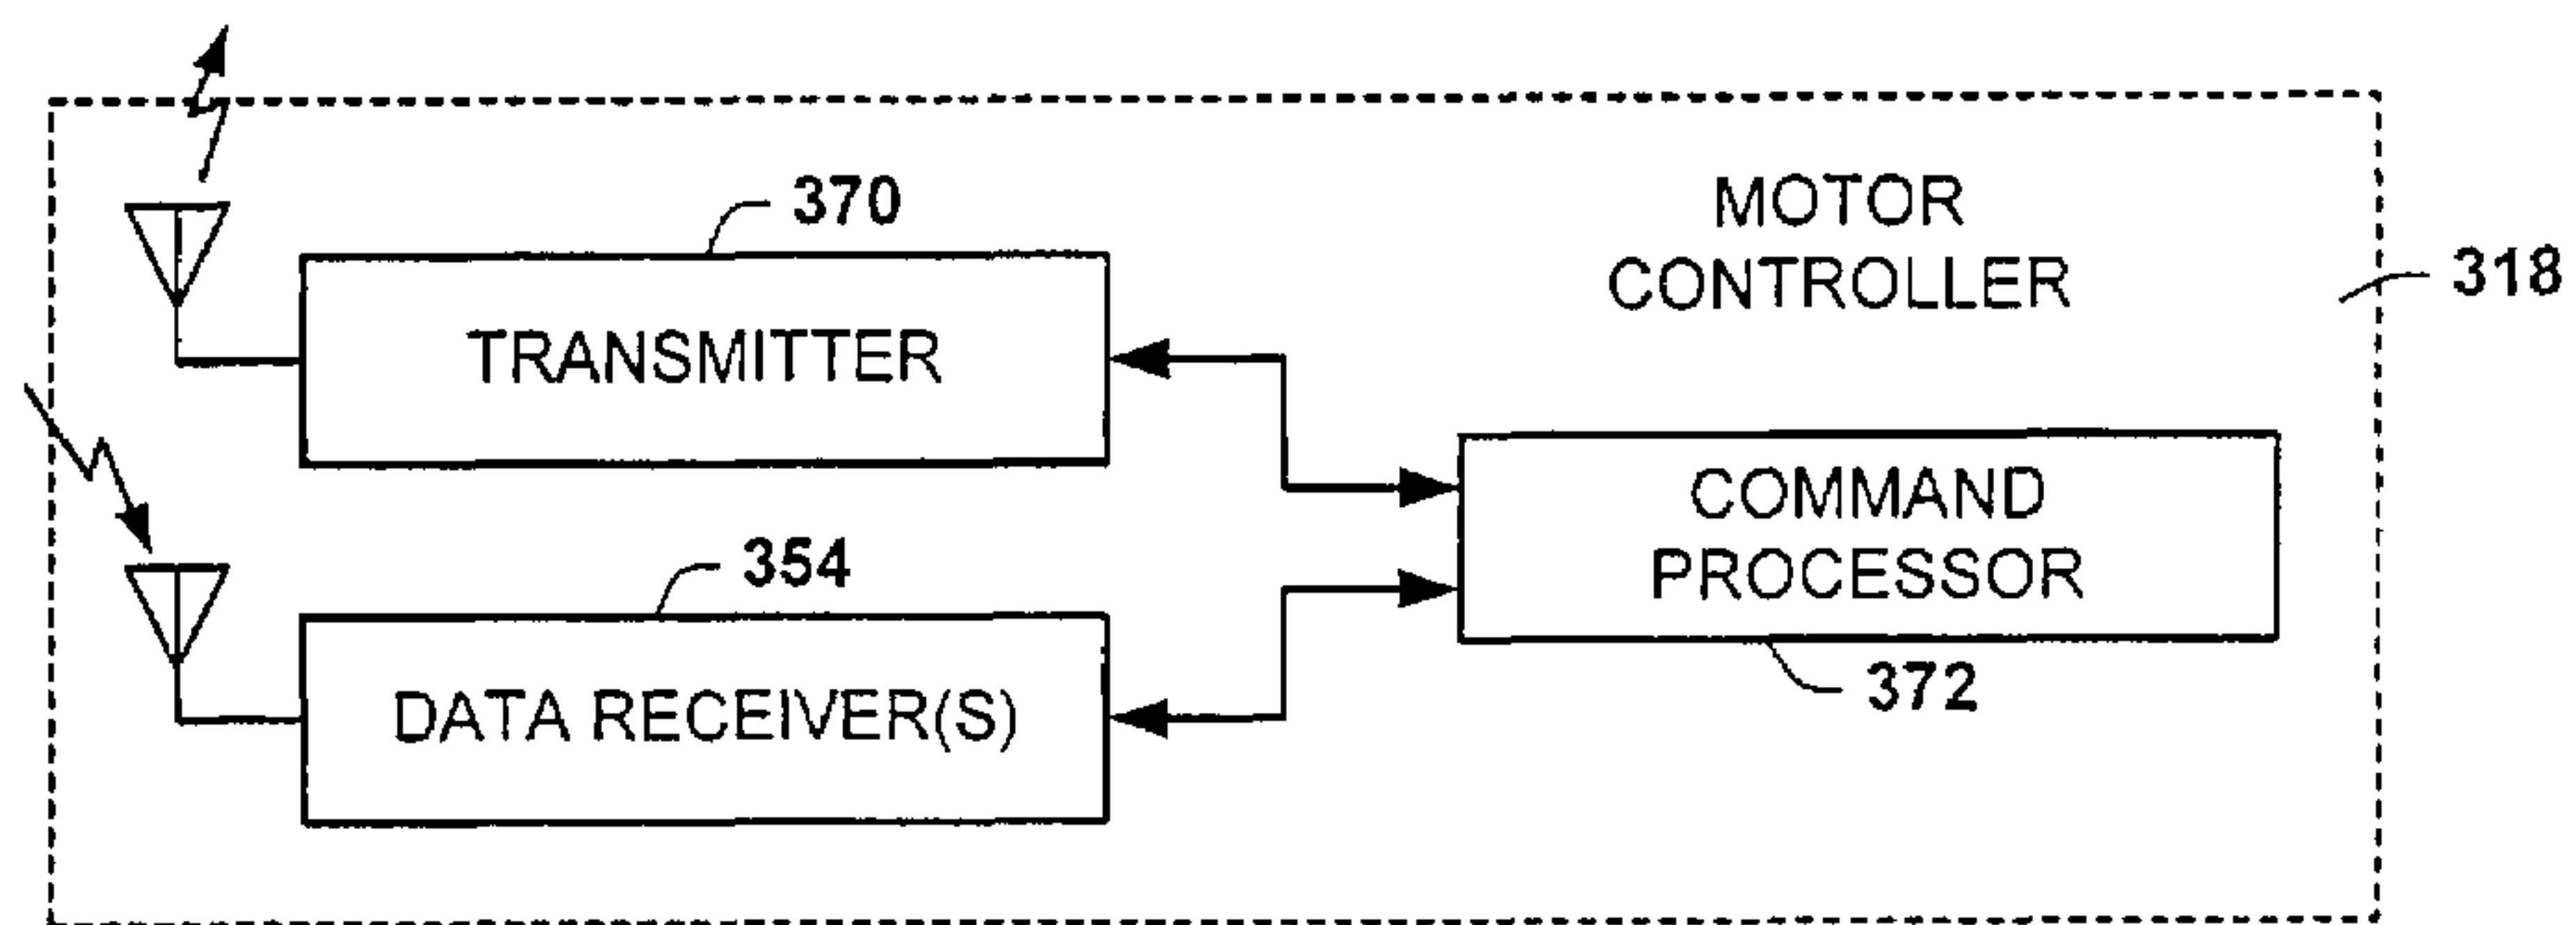 370
MOTOR
CONTROLLER
318
TRANSMITTER
COMMAND
PROCESSOR
372
354
DATA RECEIVER(S)